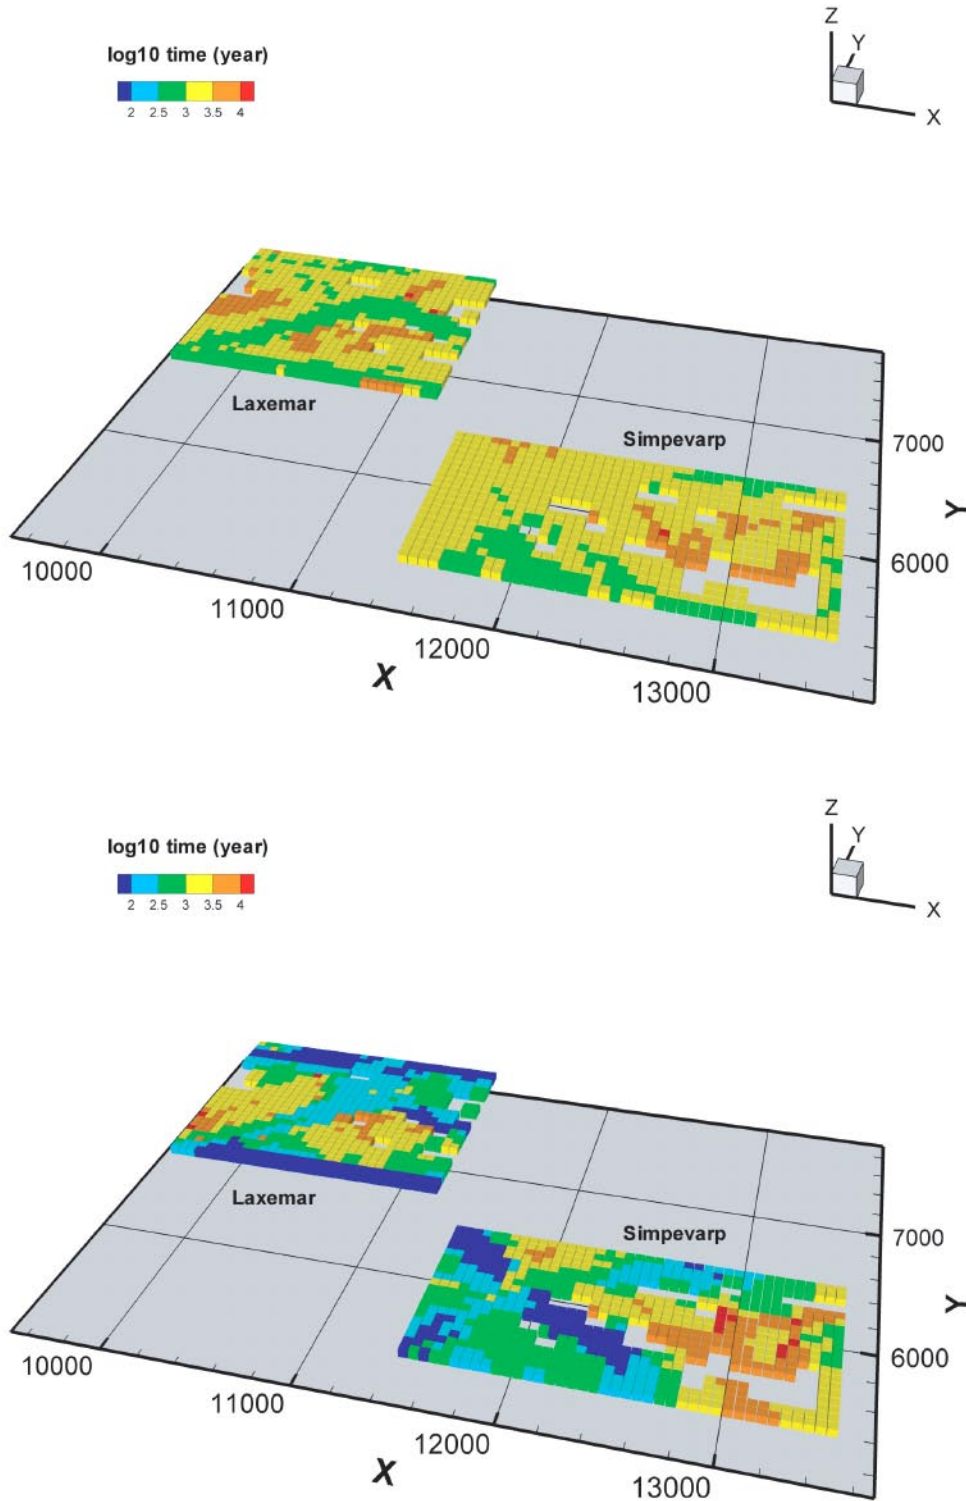 Z
log10 time (year)
Y
2 2.5 3 3.5 4
X
Laxemar
Simpevarp
7000
Y
6000
10000
11000
12000
X
13000
Z
log10 time (year)
Y
2 2.5 3 3.5 4
X
Laxemar
Simpevarp
7000
Y
6000
10000
11000
12000
X
13000